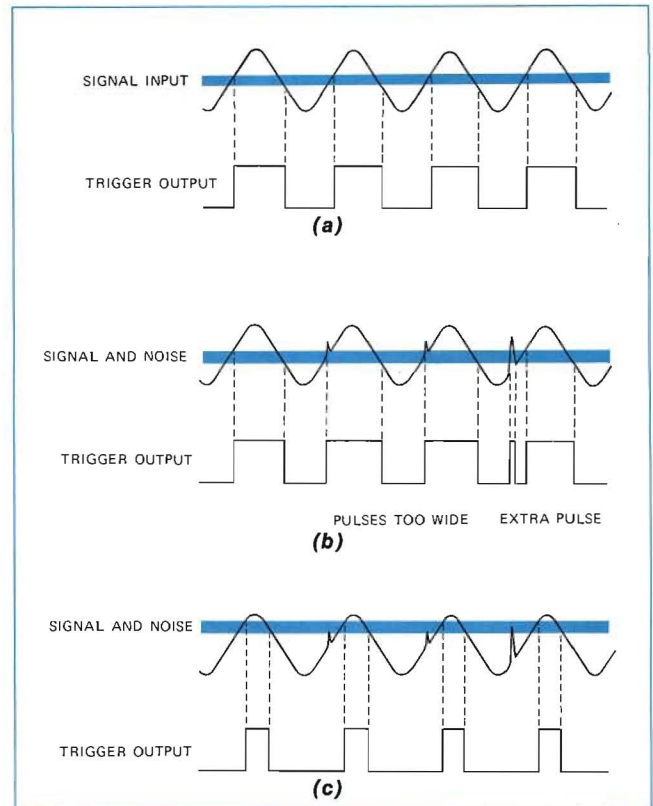 SIGNAL INPUT
TRIGGER OUTPUT
(a)
SIGNAL AND NOISE
TRIGGER OUTPUT
PULSES TOO WIDE EXTRA PULSE
(b)
SIGNAL AND NOISE
TRIGGER OUTPUT
(c)